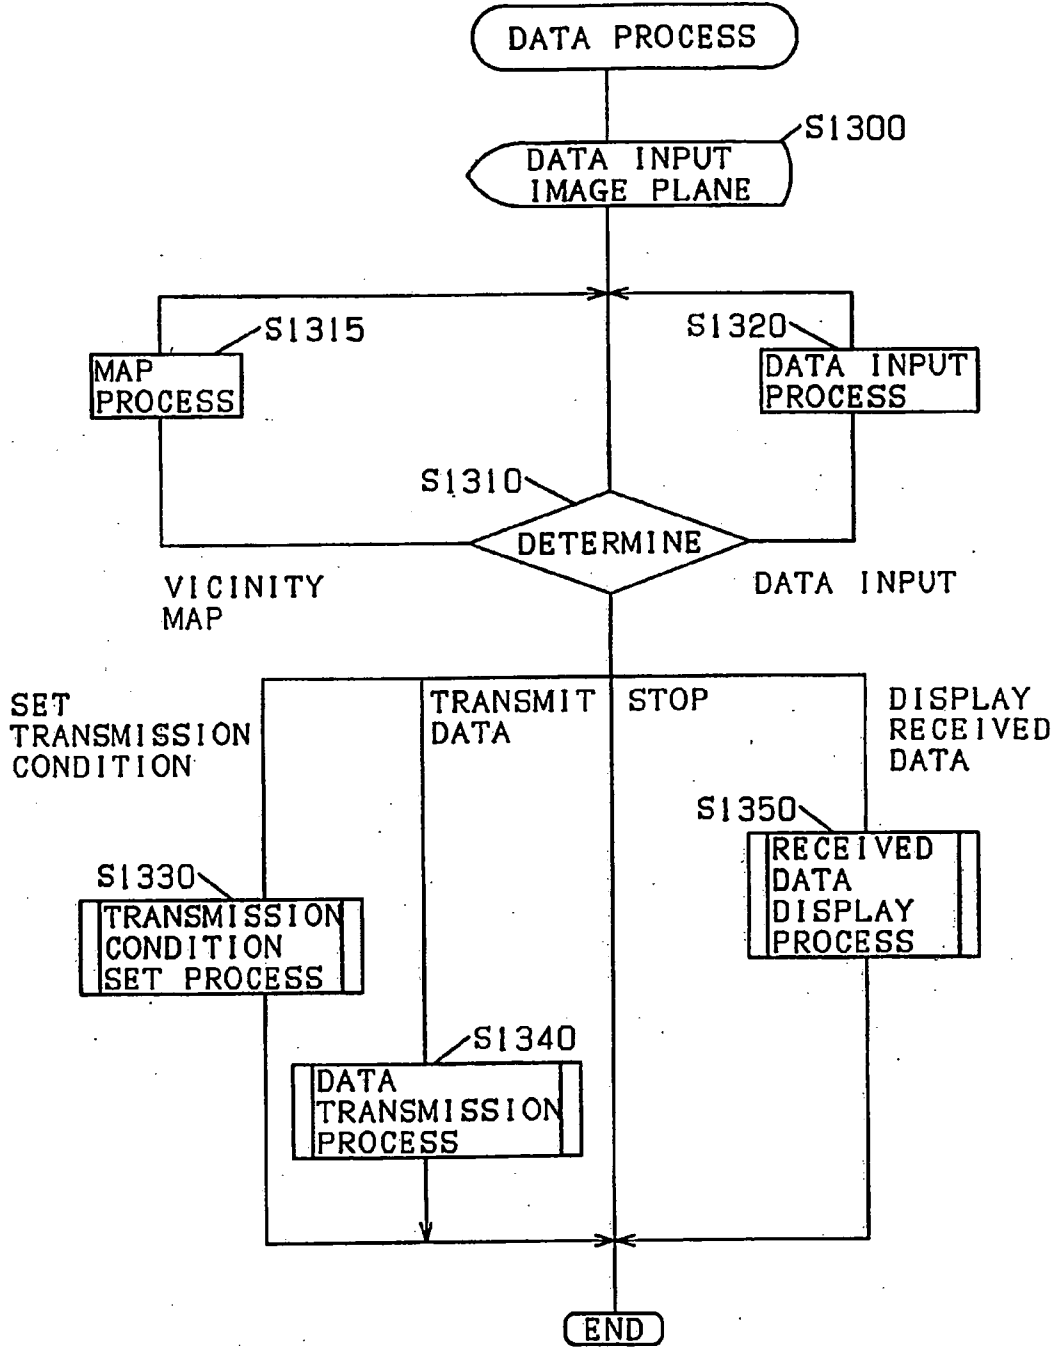 DATA PROCESS
S1300
DATA INPUT
IMAGE PLANE
S1315
MAP
PROCESS
S1320
DATA INPUT
PROCESS
S1310
DETERMINE
VICINITY
MAP
DATA INPUT
SET
TRANSMISSION
CONDITION
TRANSMIT
DATA
STOP
DISPLAY
RECEIVED
DATA
S1350
RECEIVED
DATA
DISPLAY
PROCESS
S1330
TRANSMISSION
CONDITION
SET PROCESS
S1340
DATA
TRANSMISSION
PROCESS
END